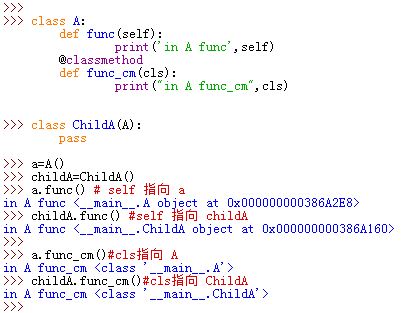 >>>
>>> class A:
        def func(self):
                print('in A func',self)
        @classmethod
        def func_cm(cls):
                print("in A func_cm",cls)
>>> class ChildA(A):
        pass
>>> a=A()
>>> childA=ChildA()
>>> a.func() # self 指向 a
in A func <__main__.A object at 0x000000000386A2E8>
>>> childA.func() #self 指向 childA
in A func <__main__.ChildA object at 0x000000000386A160>
>>>
>>> a.func_cm()#cls指向 A
in A func_cm <class '__main__.A'>
>>> childA.func_cm()#cls指向 ChildA
in A func_cm <class '__main__.ChildA'>
>>>